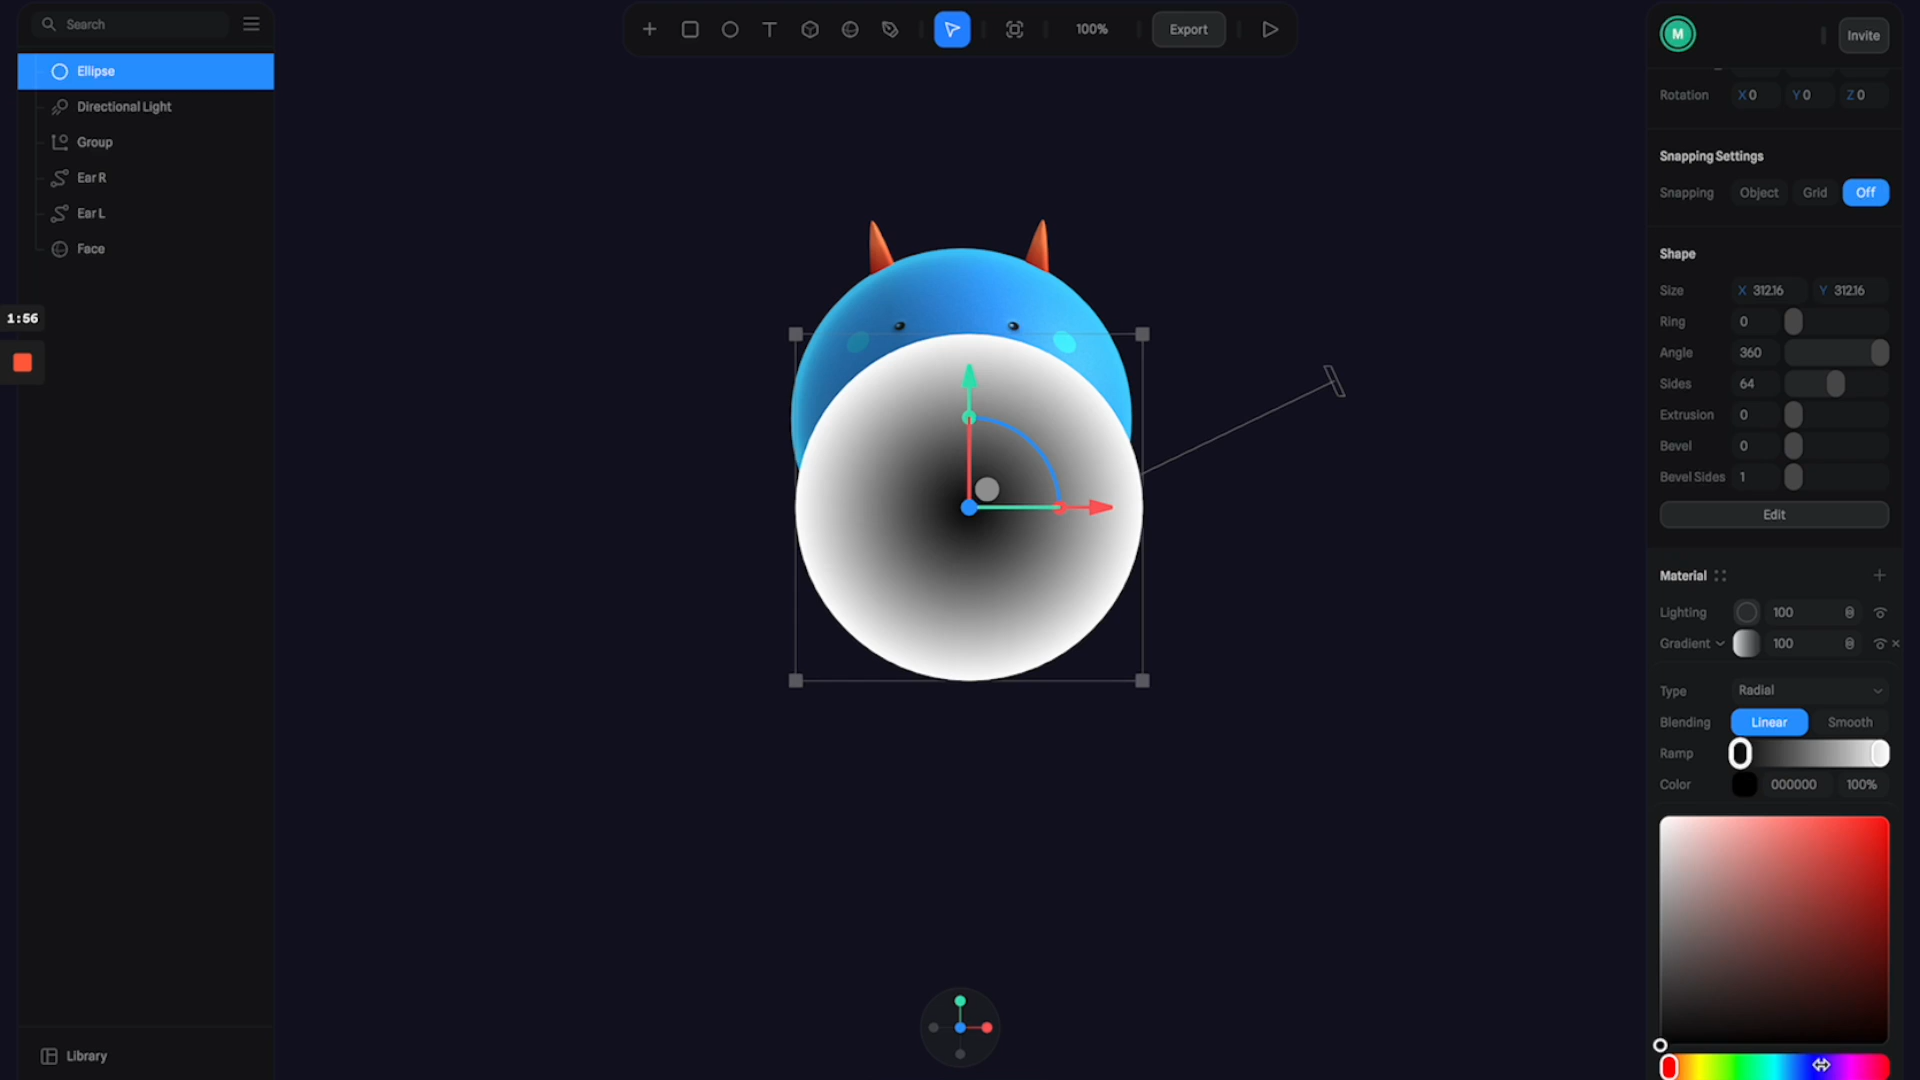 Search
100%
Export
M
Invite
Ellipse
Directional Light
Group
Ear R
Ear L
Face
1:56
Library
Rotation X 0 Y 0 Z 0
Snapping Settings
Snapping Object Grid Off
Shape
Size X 312.16 Y 312.16
Ring 0
Angle 360
Sides 64
Extrusion 0
Bevel 0
Bevel Sides 1
Edit
Material
Lighting 100
Gradient 100
Type Radial
Blending Linear Smooth
Ramp
Color 000000 100%